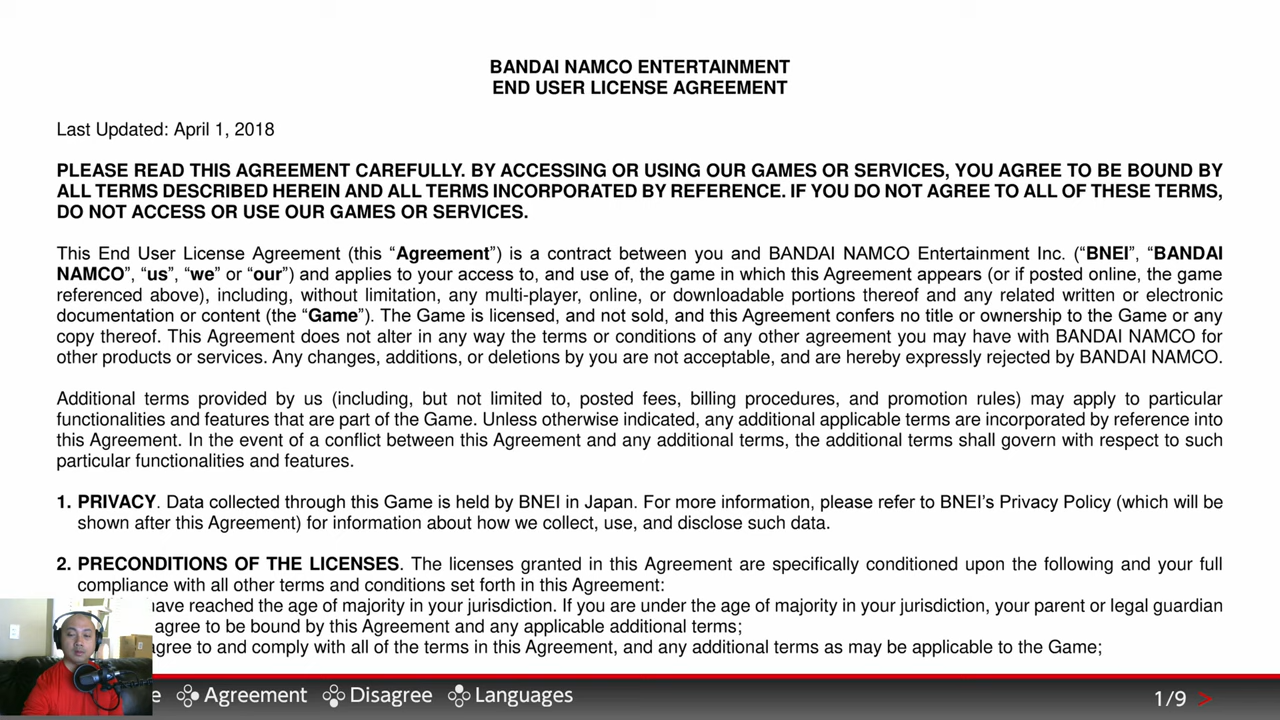 BANDAI NAMCO ENTERTAINMENT
END USER LICENSE AGREEMENT
Last Updated: April 1, 2018
PLEASE READ THIS AGREEMENT CAREFULLY. BY ACCESSING OR USING OUR GAMES OR SERVICES, YOU AGREE TO BE BOUND BY
ALL TERMS DESCRIBED HEREIN AND ALL TERMS INCORPORATED BY REFERENCE. IF YOU DO NOT AGREE TO ALL OF THESE TERMS,
DO NOT ACCESS OR USE OUR GAMES OR SERVICES.
This End User License Agreement (this “Agreement”) is a contract between you and BANDAI NAMCO Entertainment Inc. (“BNEI”, “BANDAI
NAMCO”, “us”, “we” or “our”) and applies to your access to, and use of, the game in which this Agreement appears (or if posted online, the game
referenced above), including, without limitation, any multi-player, online, or downloadable portions thereof and any related written or electronic
documentation or content (the “Game”). The Game is licensed, and not sold, and this Agreement confers no title or ownership to the Game or any
copy thereof. This Agreement does not alter in any way the terms or conditions of any other agreement you may have with BANDAI NAMCO for
other products or services. Any changes, additions, or deletions by you are not acceptable, and are hereby expressly rejected by BANDAI NAMCO.
Additional terms provided by us (including, but not limited to, posted fees, billing procedures, and promotion rules) may apply to particular
functionalities and features that are part of the Game. Unless otherwise indicated, any additional applicable terms are incorporated by reference into
this Agreement. In the event of a conflict between this Agreement and any additional terms, the additional terms shall govern with respect to such
particular functionalities and features.
1. PRIVACY. Data collected through this Game is held by BNEI in Japan. For more information, please refer to BNEI’s Privacy Policy (which will be
shown after this Agreement) for information about how we collect, use, and disclose such data.
2. PRECONDITIONS OF THE LICENSES. The licenses granted in this Agreement are specifically conditioned upon the following and your full
compliance with all other terms and conditions set forth in this Agreement:
have reached the age of majority in your jurisdiction. If you are under the age of majority in your jurisdiction, your parent or legal guardian
agree to be bound by this Agreement and any applicable additional terms;
gree to and comply with all of the terms in this Agreement, and any additional terms as may be applicable to the Game;
e Agreement Disagree Languages 1/9 >